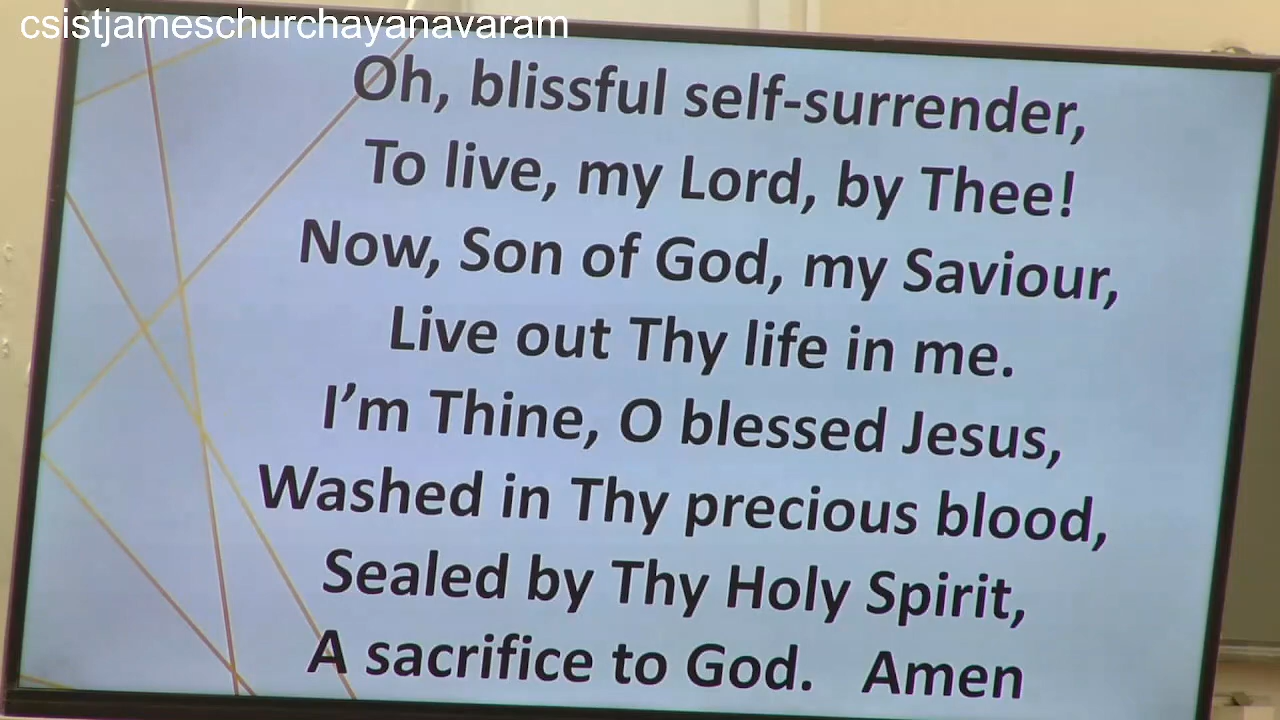 csistjameschurchayanavaram
Oh, blissful self-surrender,
To live, my Lord, by Thee!
Now, Son of God, my Saviour,
Live out Thy life in me.
I’m Thine, O blessed Jesus,
Washed in Thy precious blood,
Sealed by Thy Holy Spirit,
A sacrifice to God.   Amen